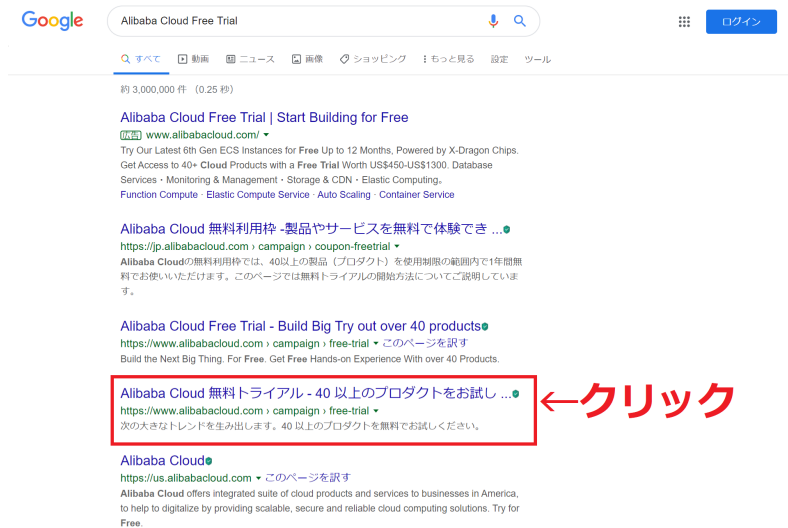 Google
Alibaba Cloud Free Trial
ログイン
すべて 動画 ニュース 画像 ショッピング もっと見る 設定 ツール
約 3,000,000 件 （0.25 秒）
Alibaba Cloud Free Trial | Start Building for Free
広告 www.alibabacloud.com/
Try Our Latest 6th Gen ECS Instances for Free Up to 12 Months, Powered by X-Dragon Chips.
Get Access to 40+ Cloud Products with a Free Trial Worth US$450-US$1300. Database
Services · Monitoring & Management · Storage & CDN · Elastic Computing。
Function Compute · Elastic Compute Service · Auto Scaling · Container Service
Alibaba Cloud 無料利用枠 -製品やサービスを無料で体験でき ...
https://jp.alibabacloud.com › campaign › coupon-freetrial
Alibaba Cloudの無料利用枠では、40以上の製品（プロダクト）を使用制限の範囲内で1年間無
料でお使いいただけます。このページでは無料トライアルの開始方法についてご説明していま
す。
Alibaba Cloud Free Trial - Build Big Try out over 40 products
https://www.alibabacloud.com › campaign › free-trial このページを訳す
Build the Next Big Thing. For Free. Get Free Hands-on Experience With over 40 Products.
Alibaba Cloud 無料トライアル - 40 以上のプロダクトをお試し ...
←クリック
https://www.alibabacloud.com › campaign › free-trial
次の大きなトレンドを生み出します。40 以上のプロダクトを無料でお試しください。
Alibaba Cloud
https://us.alibabacloud.com このページを訳す
Alibaba Cloud offers integrated suite of cloud products and services to businesses in America,
to help to digitalize by providing scalable, secure and reliable cloud computing solutions. Try for
Free.